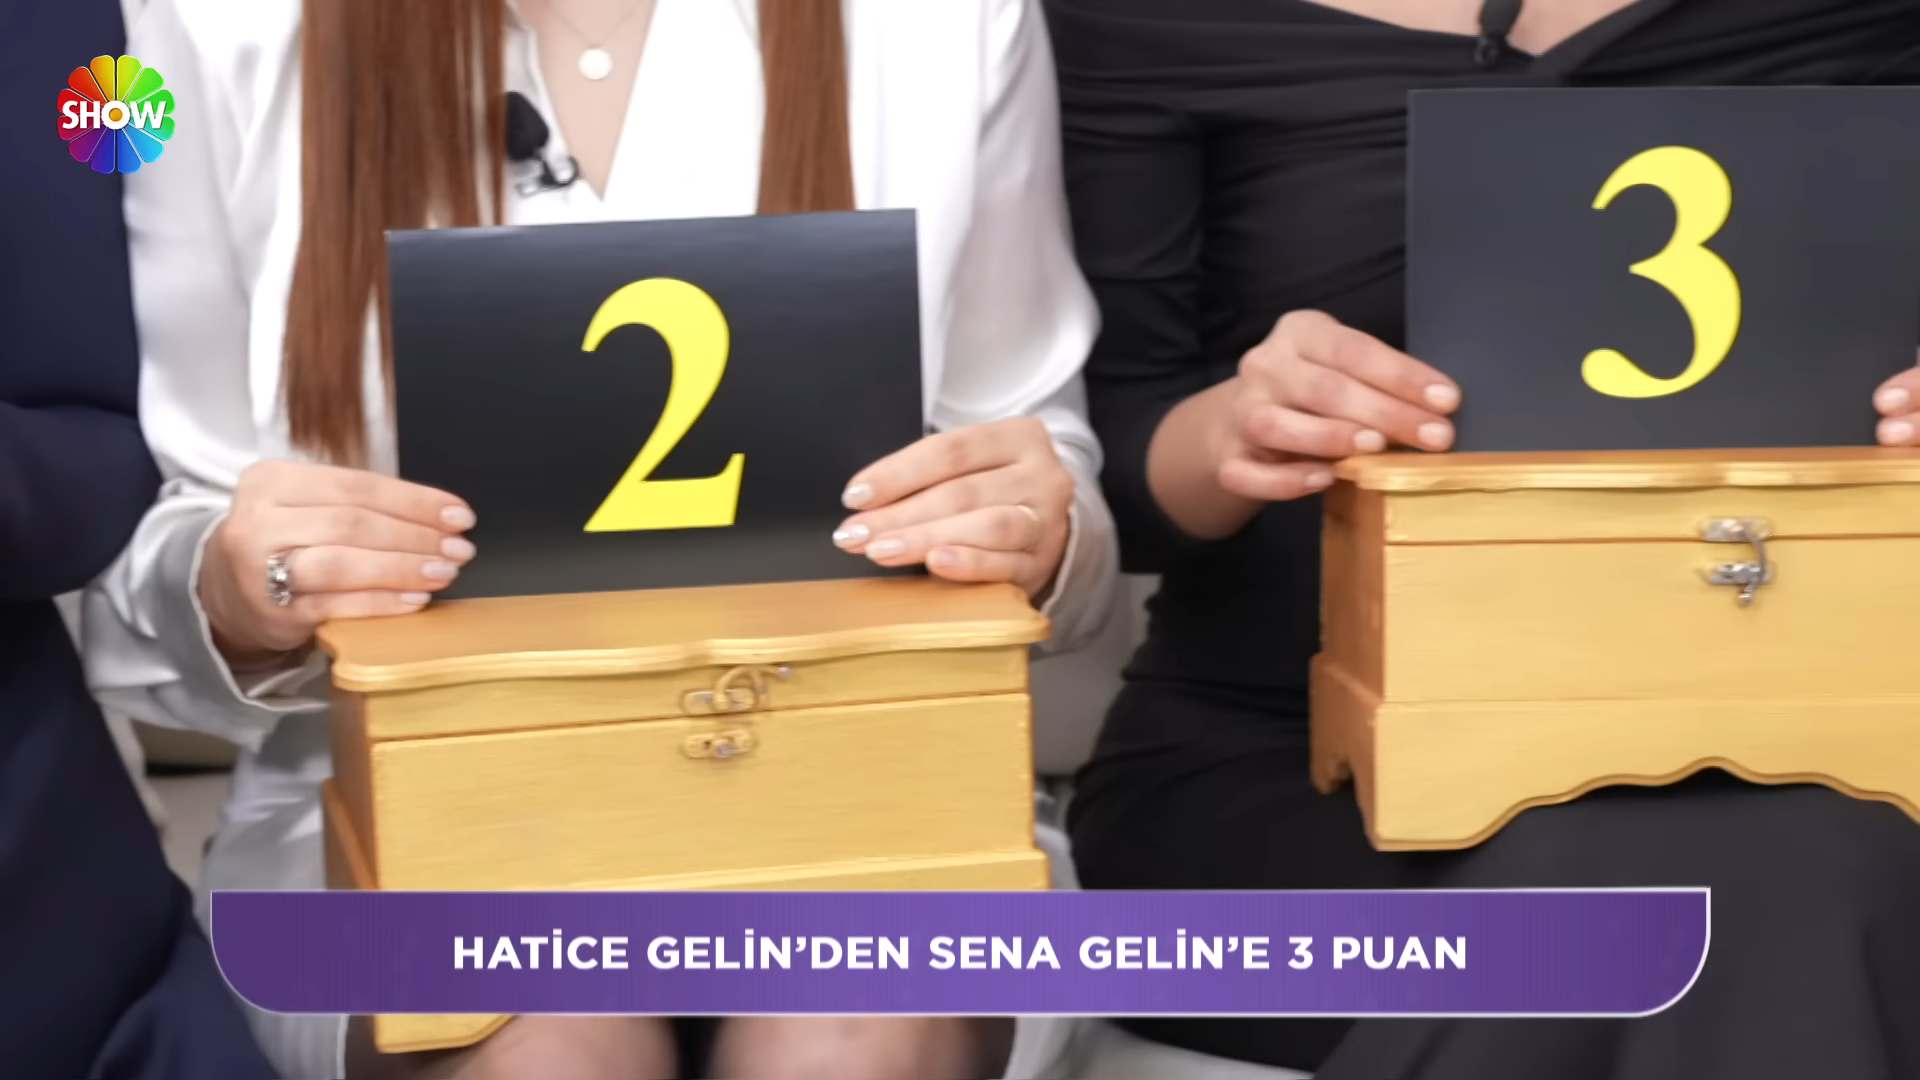 SHOW
2
3
HATİCE GELİN’DEN SENA GELİN’E 3 PUAN